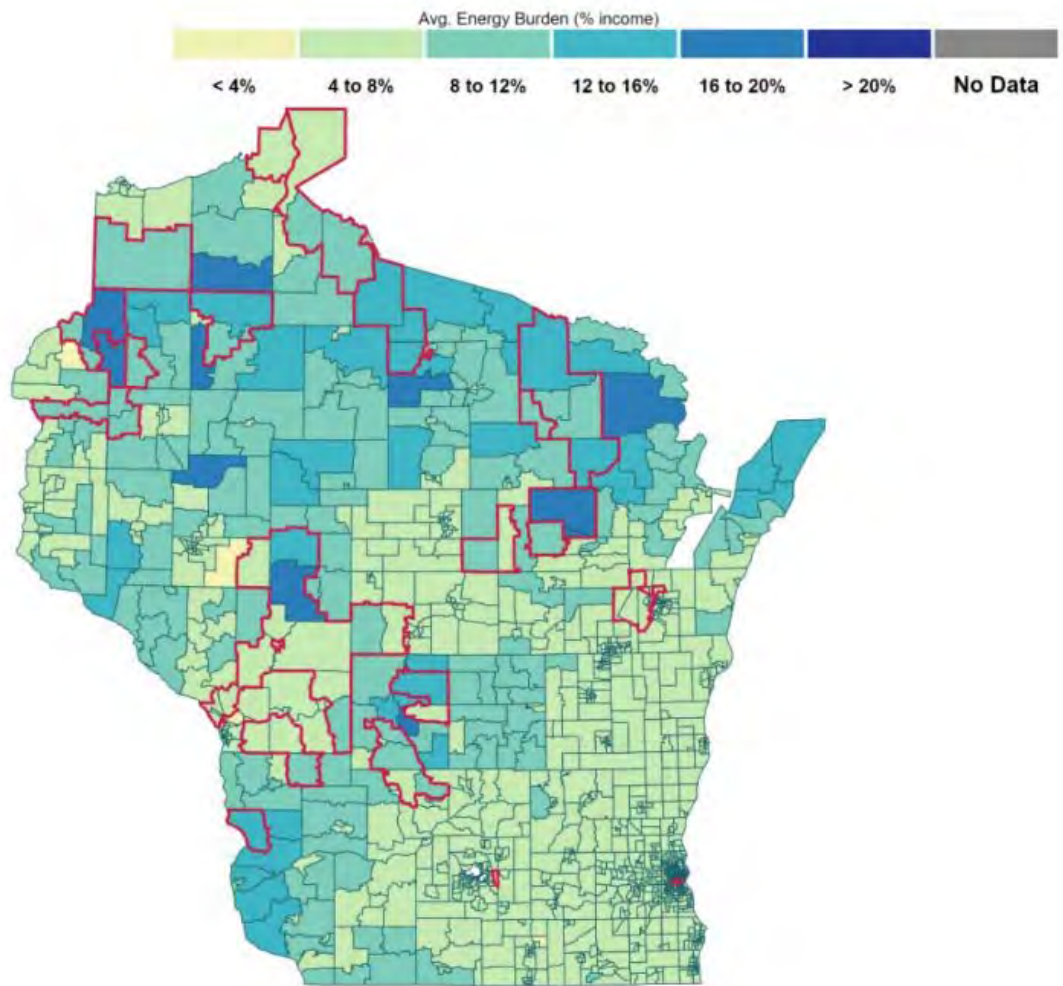 Avg. Energy Burden (% income)
< 4% 4 to 8% 8 to 12% 12 to 16% 16 to 20% > 20% No Data